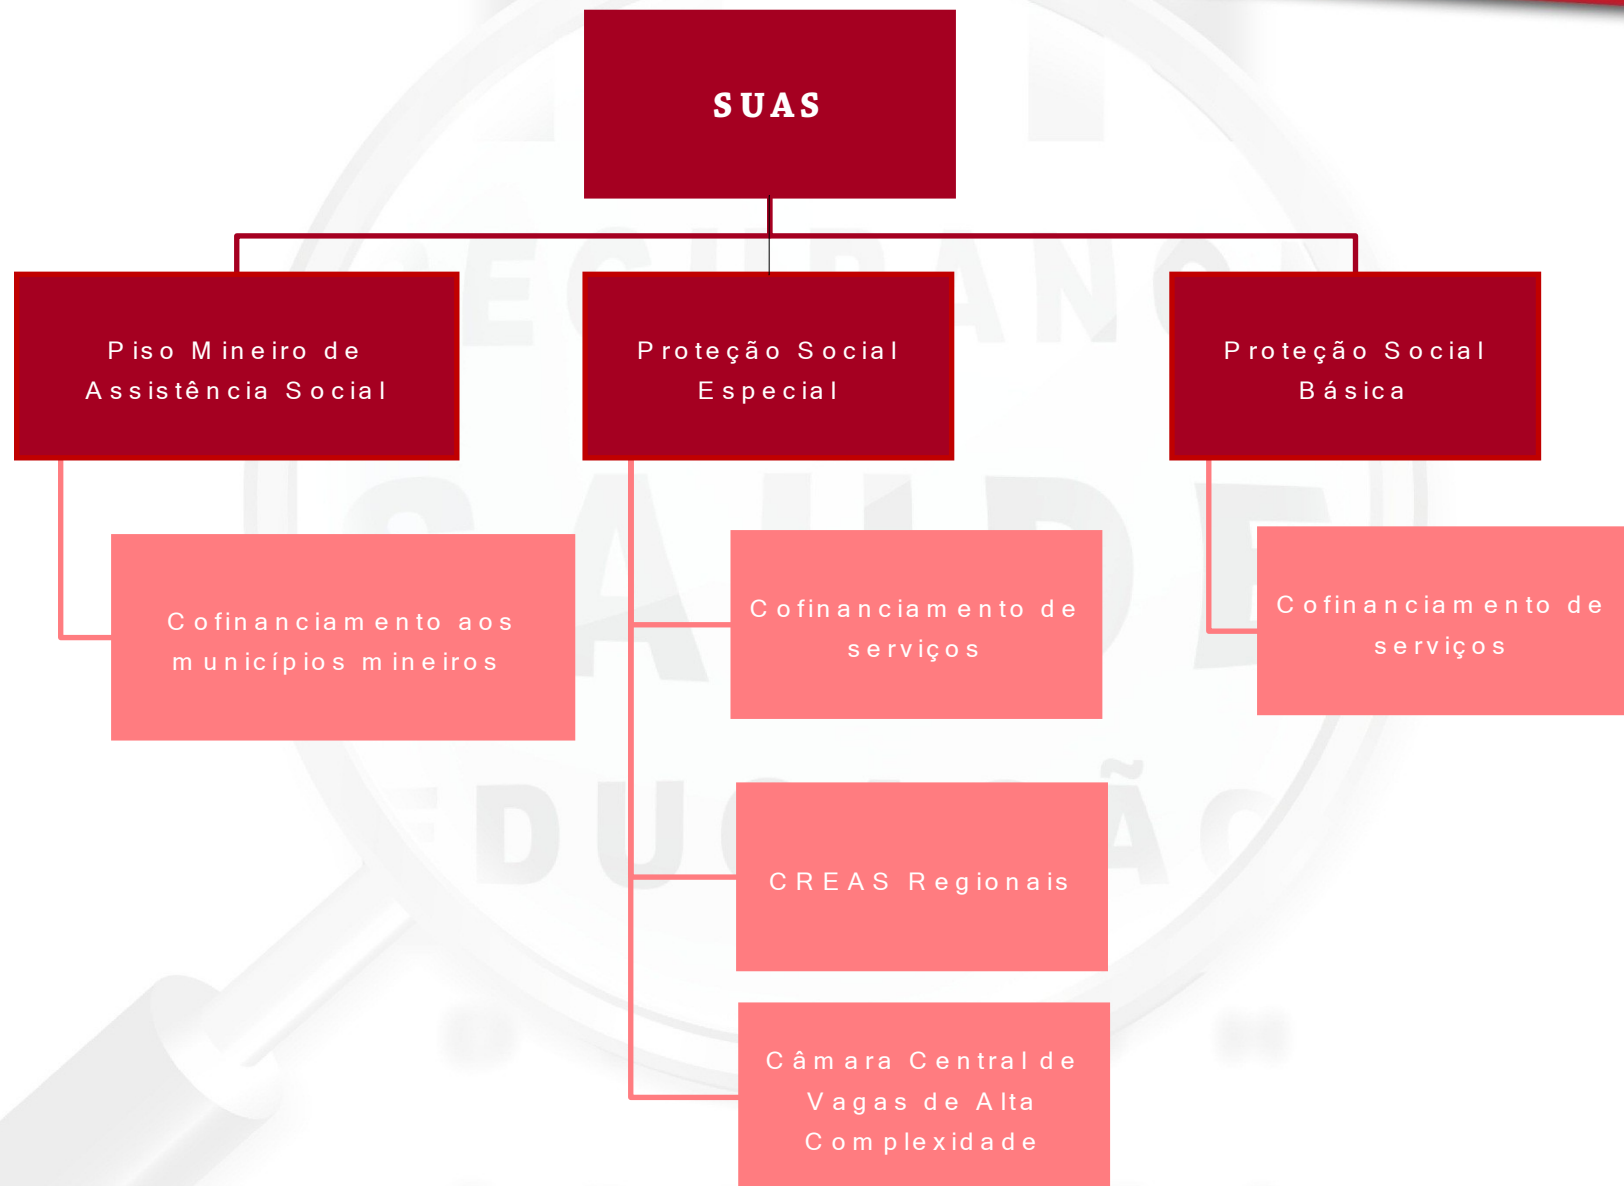 SUAS
Piso Mineiro de
Assistência Social
Proteção Social
Especial
Proteção Social
Básica
Cofinanciamento aos
municípios mineiros
Cofinanciamento de
serviços
CREAS Regionais
Câmara Central de
Vagas de Alta
Complexidade
Cofinanciamento de
serviços